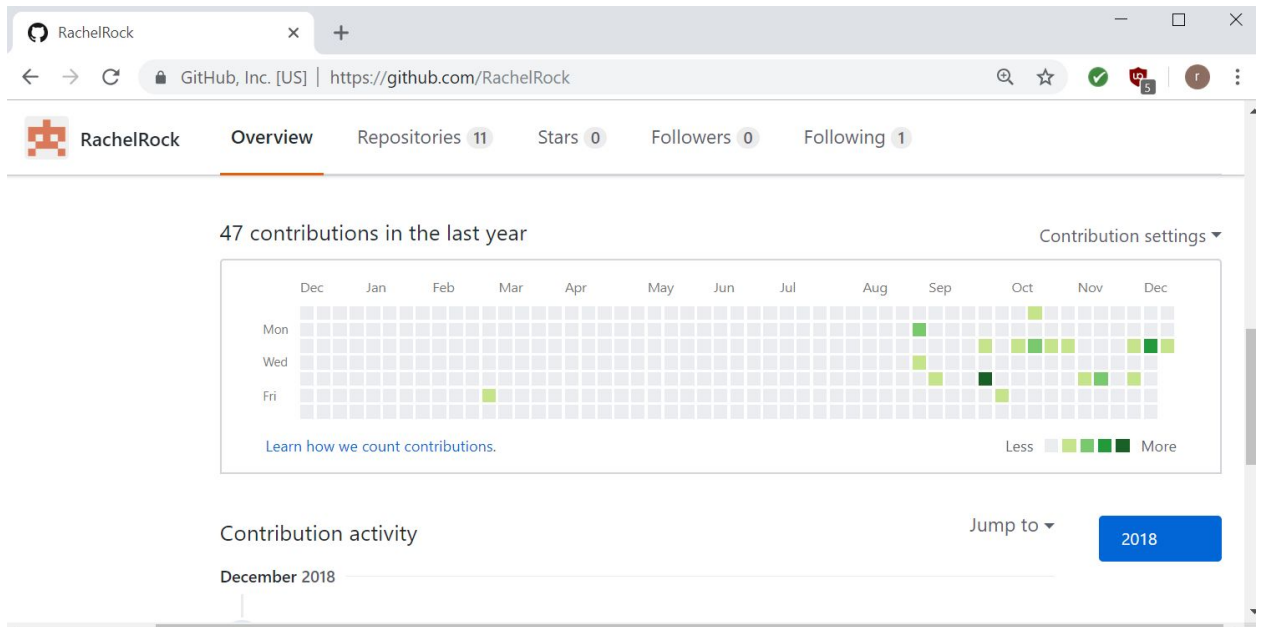 RachelRock
GitHub, Inc. [US] | https://github.com/RachelRock
5
r
RachelRock Overview Repositories 11 Stars 0 Followers 0 Following 1
47 contributions in the last year
Contribution settings
Dec Jan Feb Mar Apr May Jun Jul Aug Sep Oct Nov Dec
Mon
Wed
Fri
Learn how we count contributions.
Less More
Contribution activity
Jump to
2018
December 2018